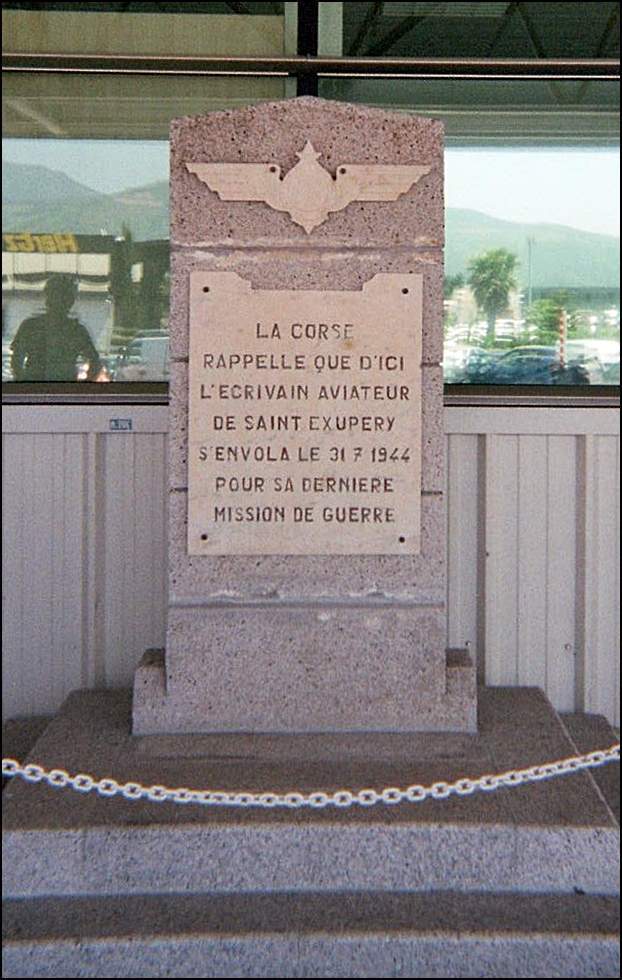 Hertz
LA CORSE
RAPPELLE QUE D'ICI
L'ECRIVAIN AVIATEUR
DE SAINT EXUPERY
S'ENVOLA LE 31 7 1944
POUR SA DERNIERE
MISSION DE GUERRE